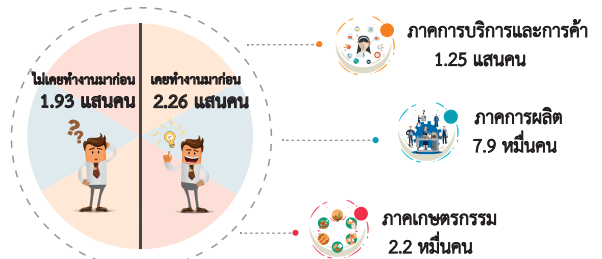 ไม่เคยทำงานมาก่อน
1.93 แสนคน
เคยทำงานมาก่อน
2.26 แสนคน
ภาคการบริการและการค้า
1.25 แสนคน
ภาคการผลิต
7.9 หมื่นคน
ภาคเกษตรกรรม
2.2 หมื่นคน